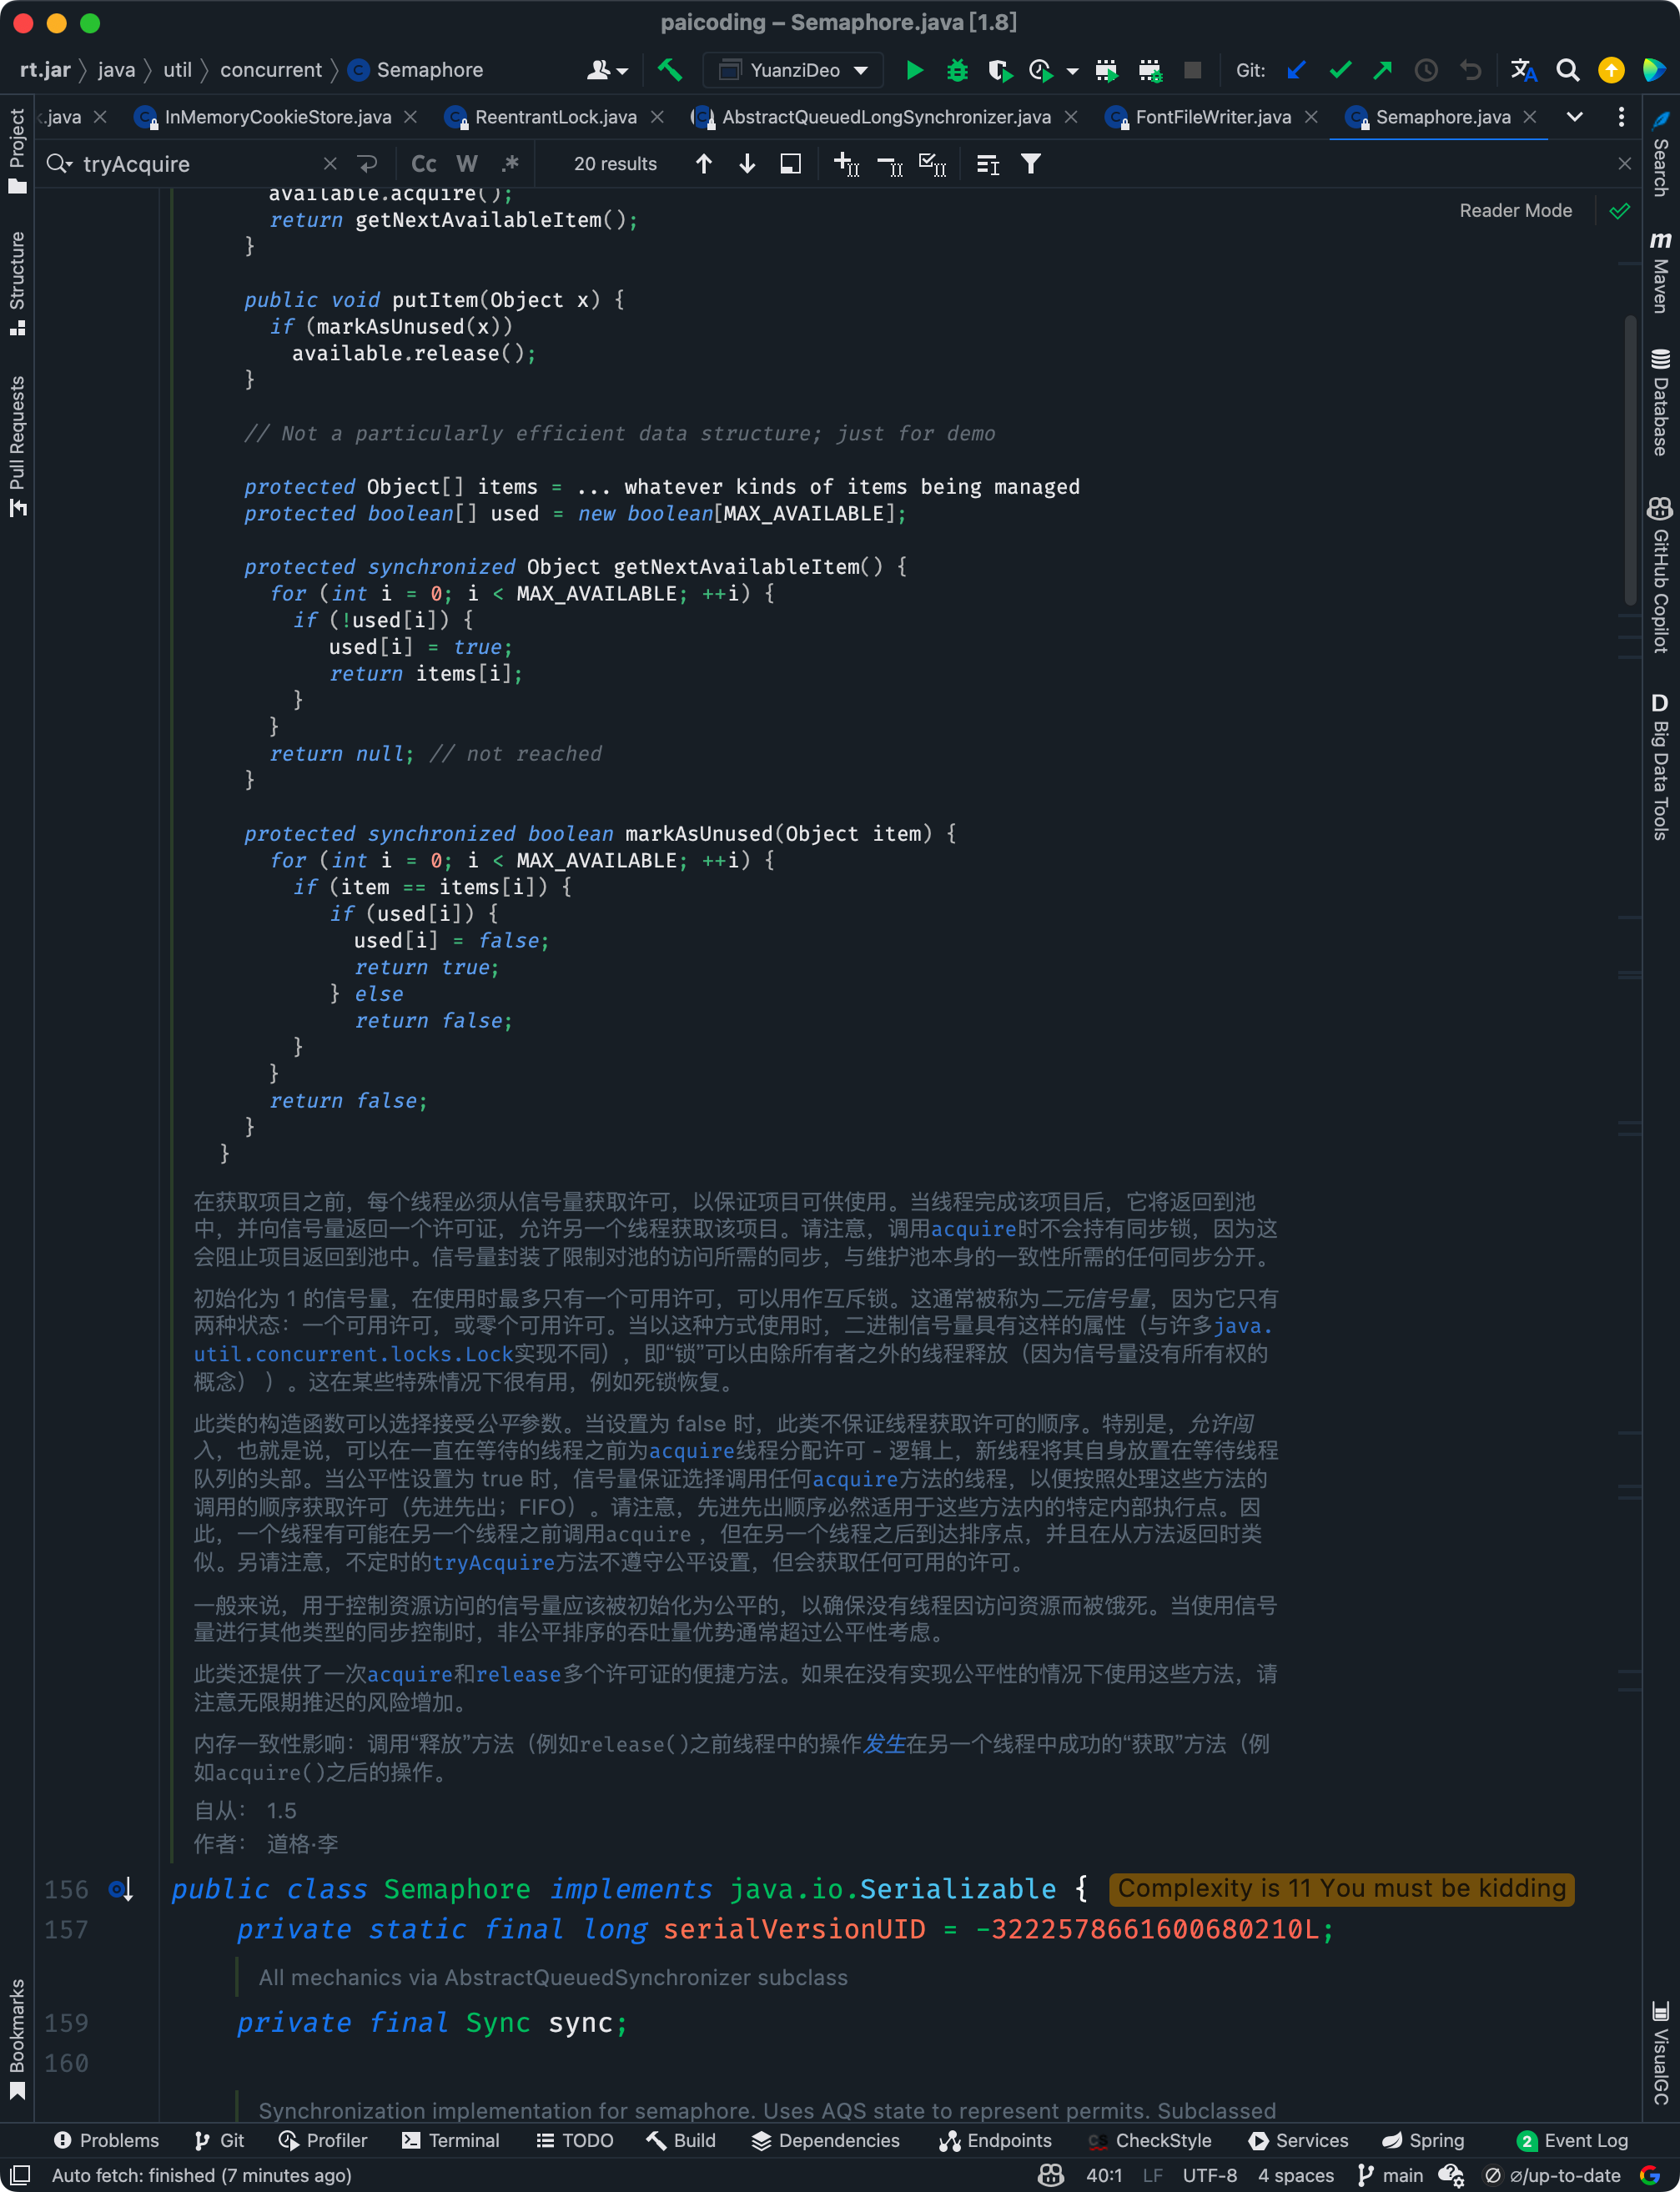 paicoding – Semaphore.java [1.8]
rt.jar java util concurrent Semaphore YuanziDeo Git:
.java InMemoryCookieStore.java ReentrantLock.java AbstractQueuedLongSynchronizer.java FontFileWriter.java Semaphore.java
tryAcquire Cc W .* 20 results
Reader Mode
available.acquire();
return getNextAvailableItem();
}
public void putItem(Object x) {
if (markAsUnused(x))
available.release();
}
// Not a particularly efficient data structure; just for demo
protected Object[] items = ... whatever kinds of items being managed
protected boolean[] used = new boolean[MAX_AVAILABLE];
protected synchronized Object getNextAvailableItem() {
for (int i = 0; i < MAX_AVAILABLE; ++i) {
if (!used[i]) {
used[i] = true;
return items[i];
}
}
return null; // not reached
}
protected synchronized boolean markAsUnused(Object item) {
for (int i = 0; i < MAX_AVAILABLE; ++i) {
if (item == items[i]) {
if (used[i]) {
used[i] = false;
return true;
} else
return false;
}
}
return false;
}
}
在获取项目之前，每个线程必须从信号量获取许可，以保证项目可供使用。当线程完成该项目后，它将返回到池
中，并向信号量返回一个许可证，允许另一个线程获取该项目。请注意，调用acquire时不会持有同步锁，因为这
会阻止项目返回到池中。信号量封装了限制对池的访问所需的同步，与维护池本身的一致性所需的任何同步分开。
初始化为 1 的信号量，在使用时最多只有一个可用许可，可以用作互斥锁。这通常被称为二元信号量，因为它只有
两种状态：一个可用许可，或零个可用许可。当以这种方式使用时，二进制信号量具有这样的属性（与许多java.
util.concurrent.locks.Lock实现不同），即“锁”可以由除所有者之外的线程释放（因为信号量没有所有权的
概念） ）。这在某些特殊情况下很有用，例如死锁恢复。
此类的构造函数可以选择接受公平参数。当设置为 false 时，此类不保证线程获取许可的顺序。特别是，允许闯
入，也就是说，可以在一直在等待的线程之前为acquire线程分配许可 - 逻辑上，新线程将其自身放置在等待线程
队列的头部。当公平性设置为 true 时，信号量保证选择调用任何acquire方法的线程，以便按照处理这些方法的
调用的顺序获取许可（先进先出；FIFO）。请注意，先进先出顺序必然适用于这些方法内的特定内部执行点。因
此，一个线程有可能在另一个线程之前调用acquire ，但在另一个线程之后到达排序点，并且在从方法返回时类
似。另请注意，不定时的tryAcquire方法不遵守公平设置，但会获取任何可用的许可。
一般来说，用于控制资源访问的信号量应该被初始化为公平的，以确保没有线程因访问资源而被饿死。当使用信号
量进行其他类型的同步控制时，非公平排序的吞吐量优势通常超过公平性考虑。
此类还提供了一次acquire和release多个许可证的便捷方法。如果在没有实现公平性的情况下使用这些方法，请
注意无限期推迟的风险增加。
内存一致性影响：调用“释放”方法（例如release()之前线程中的操作发生在另一个线程中成功的“获取”方法（例
如acquire()之后的操作。
自从： 1.5
作者： 道格·李
156 public class Semaphore implements java.io.Serializable { Complexity is 11 You must be kidding
157 private static final long serialVersionUID = -3222578661600680210L;
All mechanics via AbstractQueuedSynchronizer subclass
159 private final Sync sync;
160
Synchronization implementation for semaphore. Uses AQS state to represent permits. Subclassed
Project
Structure
Pull Requests
Bookmarks
Search
m Maven
Database
GitHub Copilot
D Big Data Tools
VisualGC
Problems Git Profiler Terminal TODO Build Dependencies Endpoints CheckStyle Services Spring 2 Event Log
Auto fetch: finished (7 minutes ago) 40:1 LF UTF-8 4 spaces main ∅/up-to-date